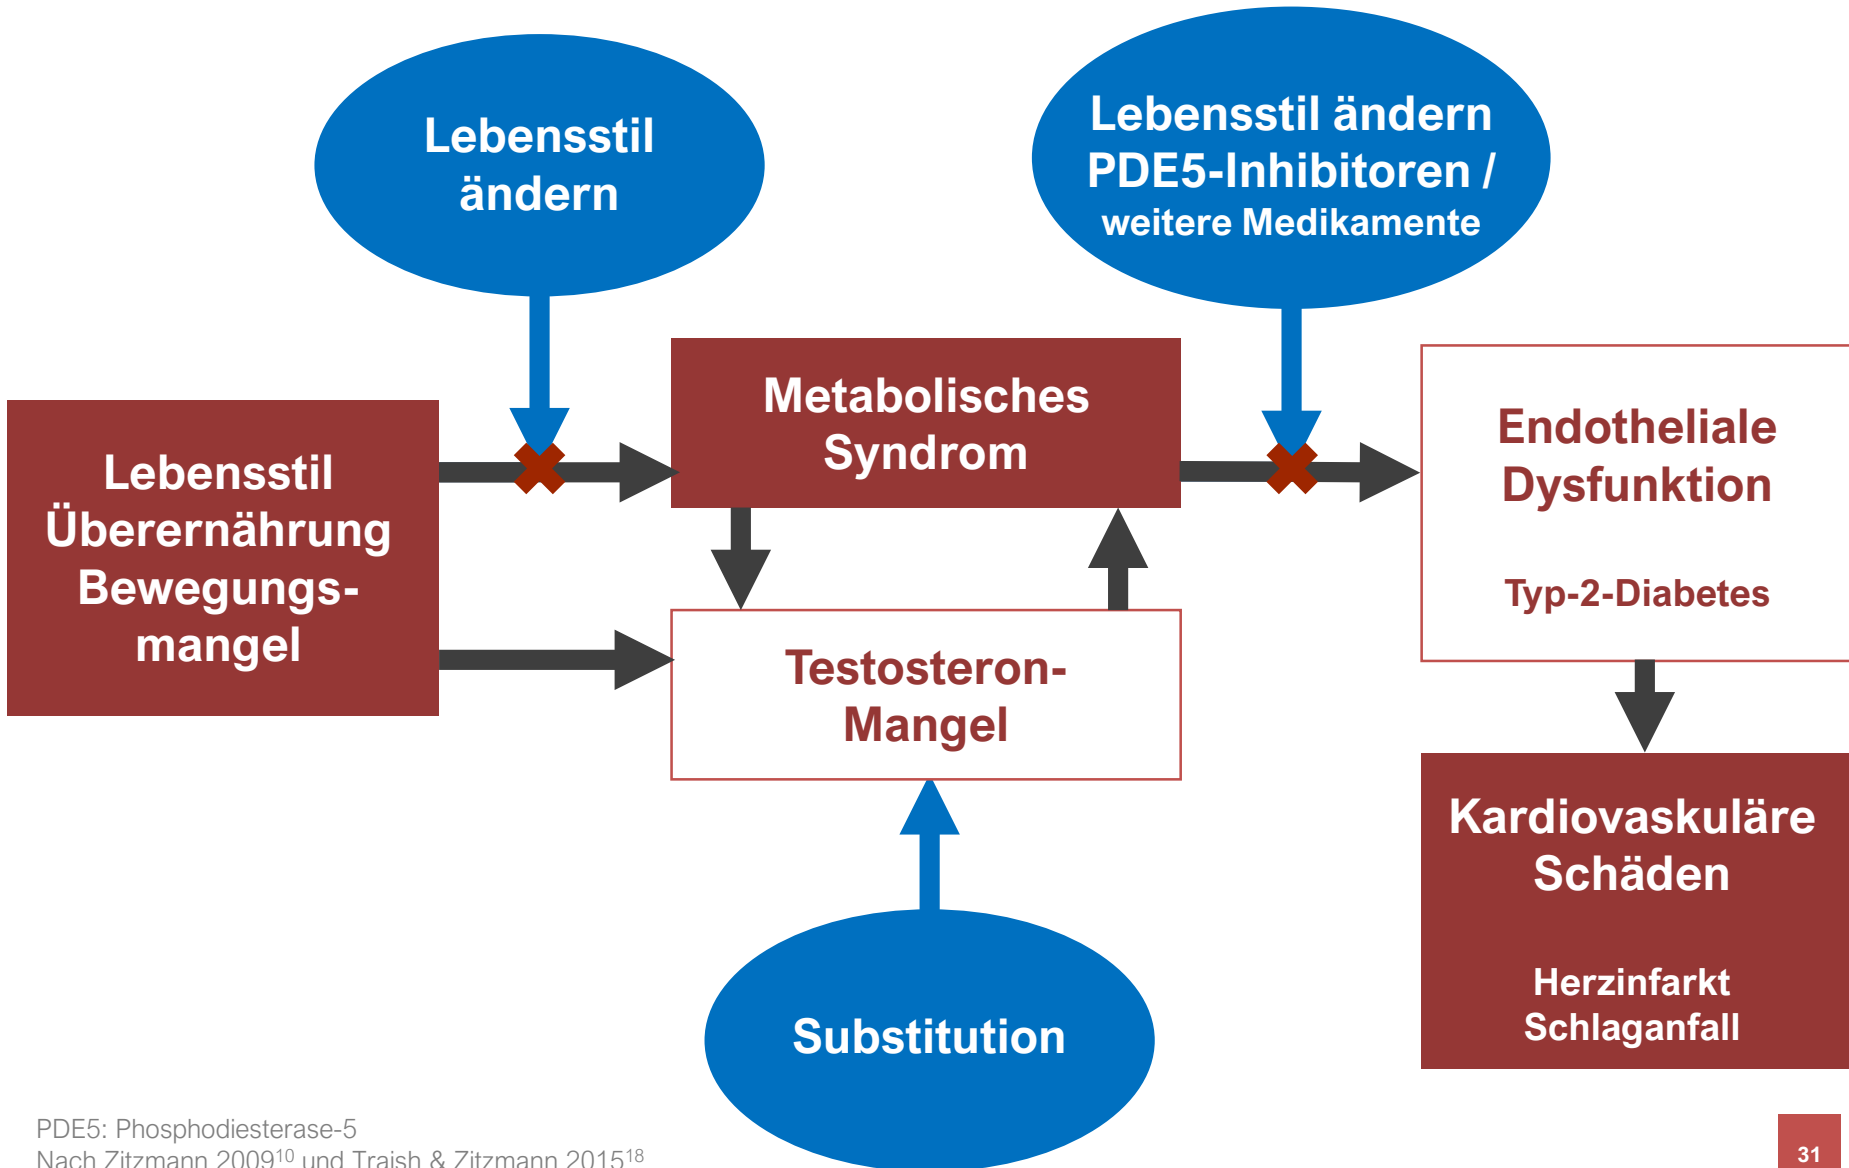 Lebensstil
ändern
Lebensstil ändern
PDE5-Inhibitoren /
weitere Medikamente
Lebensstil
Überernährung
Bewegungs-
mangel
Metabolisches
Syndrom
Testosteron-
Mangel
Endotheliale
Dysfunktion
Typ-2-Diabetes
Kardiovaskuläre
Schäden
Herzinfarkt
Schlaganfall
Substitution
PDE5: Phosphodiesterase-5
Nach Zitzmann 2009¹⁰ und Traish & Zitzmann 2015¹⁸
31